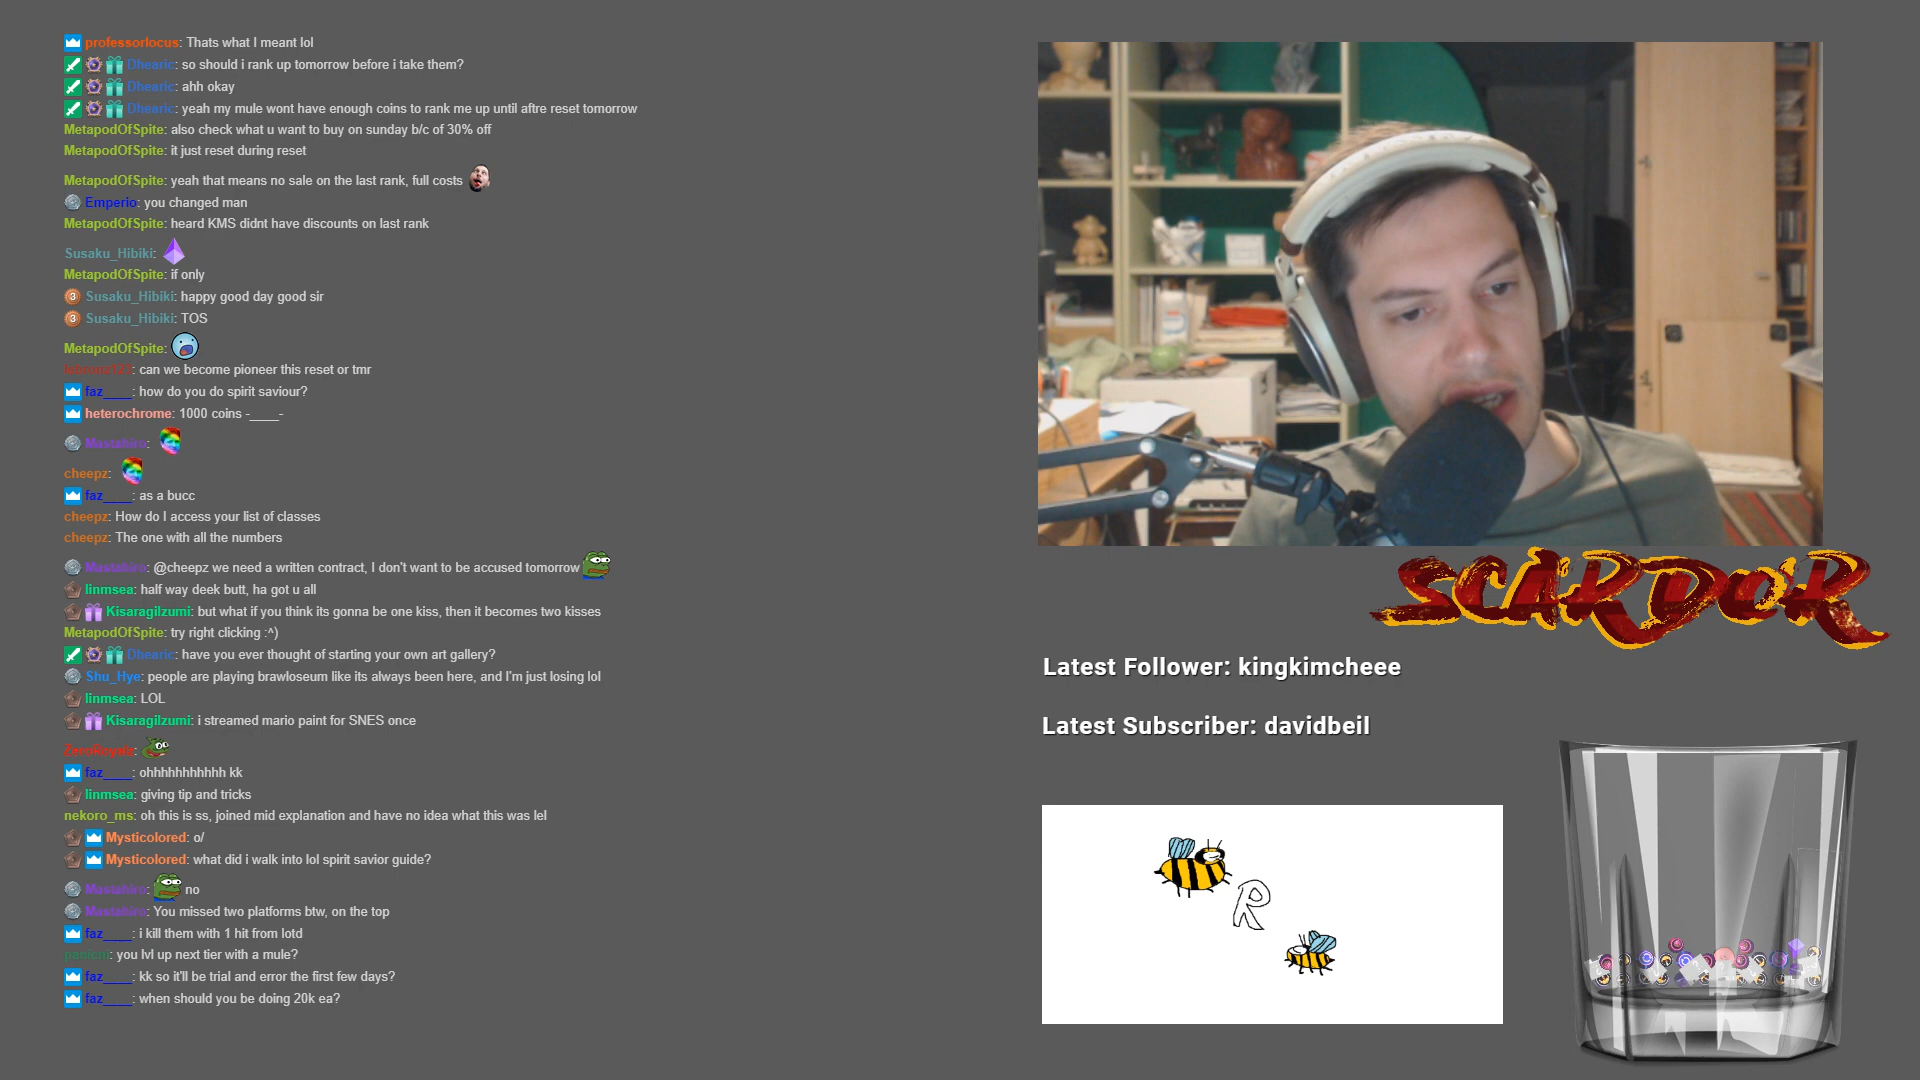 professorlocus: Thats what I meant lol
Dhearic: so should i rank up tomorrow before i take them?
Dhearic: ahh okay
Dhearic: yeah my mule wont have enough coins to rank me up until aftre reset tomorrow
MetapodOfSpite: also check what u want to buy on sunday b/c of 30% off
MetapodOfSpite: it just reset during reset
MetapodOfSpite: yeah that means no sale on the last rank, full costs
Emperio: you changed man
MetapodOfSpite: heard KMS didnt have discounts on last rank
Susaku_Hibiki:
MetapodOfSpite: if only
3 Susaku_Hibiki: happy good day good sir
3 Susaku_Hibiki: TOS
MetapodOfSpite:
: can we become pioneer this reset or tmr
faz____: how do you do spirit saviour?
heterochrome: 1000 coins -____-
Mastahiro:
cheepz:
faz____: as a bucc
cheepz: How do I access your list of classes
cheepz: The one with all the numbers
Mastahiro: @cheepz we need a written contract, I don't want to be accused tomorrow
linmsea: half way deek butt, ha got u all
KisaragiIzumi: but what if you think its gonna be one kiss, then it becomes two kisses
MetapodOfSpite: try right clicking :^)
Dhearic: have you ever thought of starting your own art gallery?
Shu_Hye: people are playing brawloseum like its always been here, and I'm just losing lol
linmsea: LOL
KisaragiIzumi: i streamed mario paint for SNES once
ZeroRoyale:
faz____: ohhhhhhhhhhh kk
linmsea: giving tip and tricks
nekoro_ms: oh this is ss, joined mid explanation and have no idea what this was lel
Mysticolored: o/
Mysticolored: what did i walk into lol spirit savior guide?
Mastahiro: no
Mastahiro: You missed two platforms btw, on the top
faz____: i kill them with 1 hit from lotd
: you lvl up next tier with a mule?
faz____: kk so it'll be trial and error the first few days?
faz____: when should you be doing 20k ea?
SCARDOR
Latest Follower: kingkimcheee
Latest Subscriber: davidbeil
R